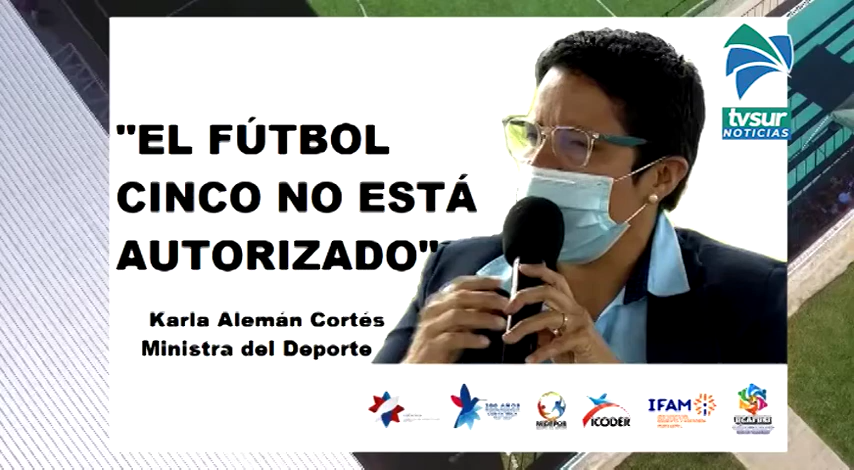 "EL FÚTBOL
CINCO NO ESTÁ
AUTORIZADO"
Karla Alemán Cortés
Ministra del Deporte
tvsur
NOTICIAS
ICODER
IFAM